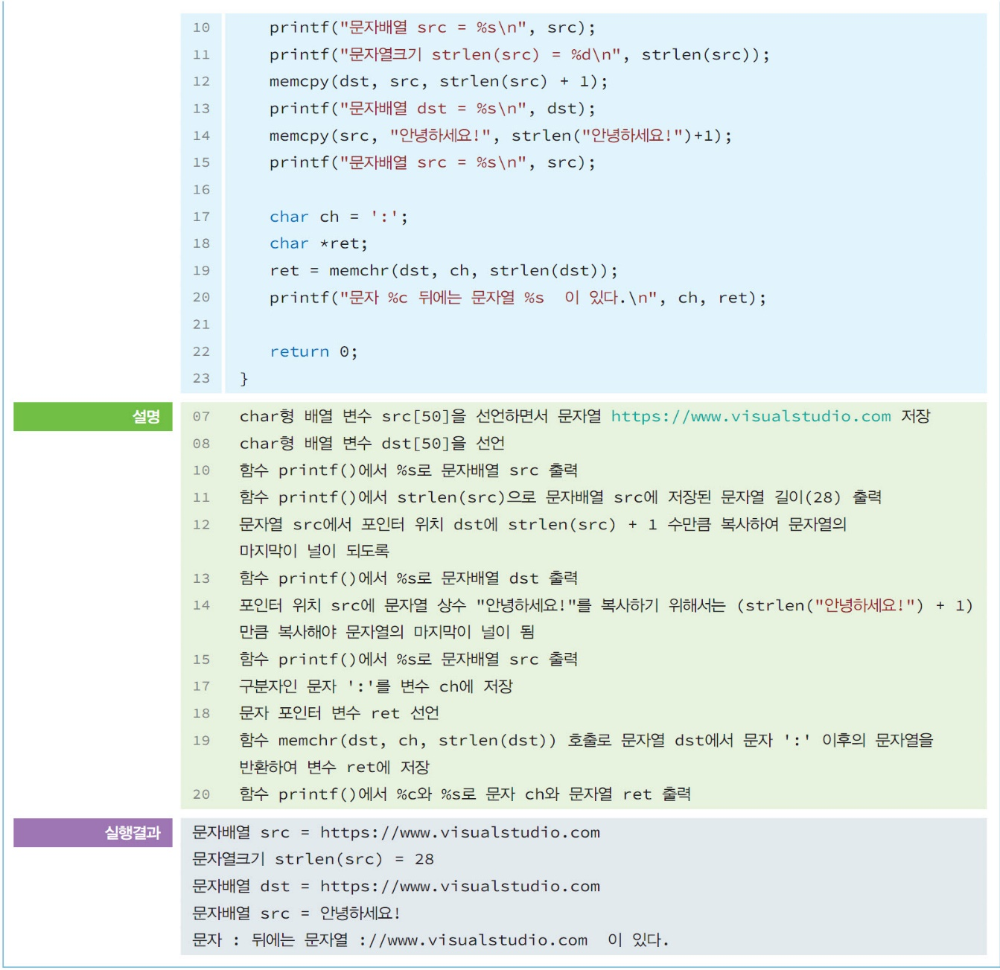 10 printf("문자배열 src = %s\n", src);
11 printf("문자열크기 strlen(src) = %d\n", strlen(src));
12 memcpy(dst, src, strlen(src) + 1);
13 printf("문자배열 dst = %s\n", dst);
14 memcpy(src, "안녕하세요!", strlen("안녕하세요!")+1);
15 printf("문자배열 src = %s\n", src);
16
17 char ch = ':';
18 char *ret;
19 ret = memchr(dst, ch, strlen(dst));
20 printf("문자 %c 뒤에는 문자열 %s  이 있다.\n", ch, ret);
21
22 return 0;
23 }
설명
07 char형 배열 변수 src[50]을 선언하면서 문자열 https://www.visualstudio.com 저장
08 char형 배열 변수 dst[50]을 선언
10 함수 printf()에서 %s로 문자배열 src 출력
11 함수 printf()에서 strlen(src)으로 문자배열 src에 저장된 문자열 길이(28) 출력
12 문자열 src에서 포인터 위치 dst에 strlen(src) + 1 수만큼 복사하여 문자열의
마지막이 널이 되도록
13 함수 printf()에서 %s로 문자배열 dst 출력
14 포인터 위치 src에 문자열 상수 "안녕하세요!"를 복사하기 위해서는 (strlen("안녕하세요!") + 1)
만큼 복사해야 문자열의 마지막이 널이 됨
15 함수 printf()에서 %s로 문자배열 src 출력
17 구분자인 문자 ':'를 변수 ch에 저장
18 문자 포인터 변수 ret 선언
19 함수 memchr(dst, ch, strlen(dst)) 호출로 문자열 dst에서 문자 ':' 이후의 문자열을
반환하여 변수 ret에 저장
20 함수 printf()에서 %c와 %s로 문자 ch와 문자열 ret 출력
실행결과
문자배열 src = https://www.visualstudio.com
문자열크기 strlen(src) = 28
문자배열 dst = https://www.visualstudio.com
문자배열 src = 안녕하세요!
문자 : 뒤에는 문자열 ://www.visualstudio.com  이 있다.